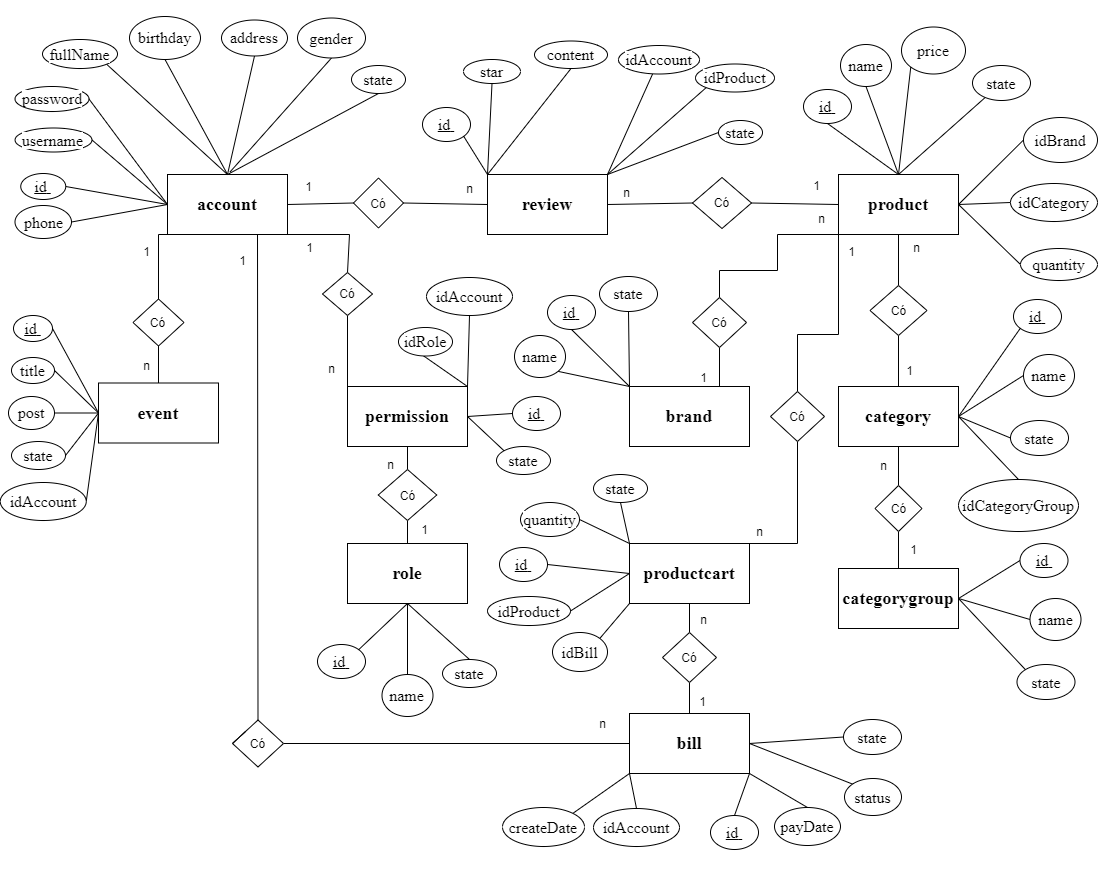 birthday
address
gender
fullName
state
password
username
id
phone
account
1
Có
n
star
content
idAccount
idProduct
id
state
review
n
Có
1
name
price
id
state
idBrand
idCategory
quantity
product
n
1
n
1
1
1
Có
n
id
title
post
state
idAccount
event
Có
n
idAccount
idRole
id
state
permission
n
Có
1
role
id
name
state
id
state
name
Có
1
brand
Có
n
Có
1
id
name
state
idCategoryGroup
category
n
Có
1
categorygroup
id
name
state
state
quantity
id
idProduct
idBill
productcart
n
Có
1
Có
n
bill
state
status
createDate
idAccount
id
payDate